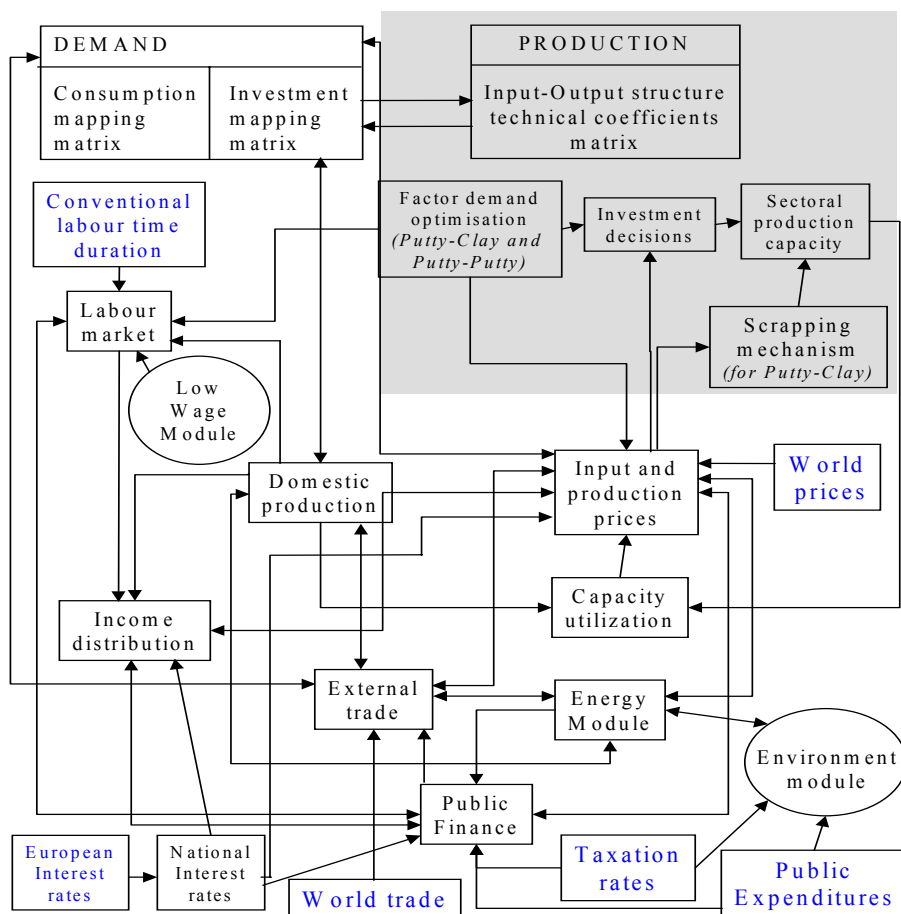 DEMAND
Consumption
mapping
matrix
Investment
mapping
matrix
PRODUCTION
Input-Output structure
technical coefficients
matrix
Conventional
labour time
duration
Factor demand
optimisation
(Putty-Clay and
Putty-Putty)
Investment
decisions
Sectoral
production
capacity
Labour
market
Scrapping
mechanism
(for Putty-Clay)
Low
Wage
Module
Domestic
production
Input and
production
prices
World
prices
Capacity
utilization
Income
distribution
External
trade
Energy
Module
Environment
module
Public
Finance
European
Interest
rates
National
Interest
rates
World trade
Taxation
rates
Public
Expenditures